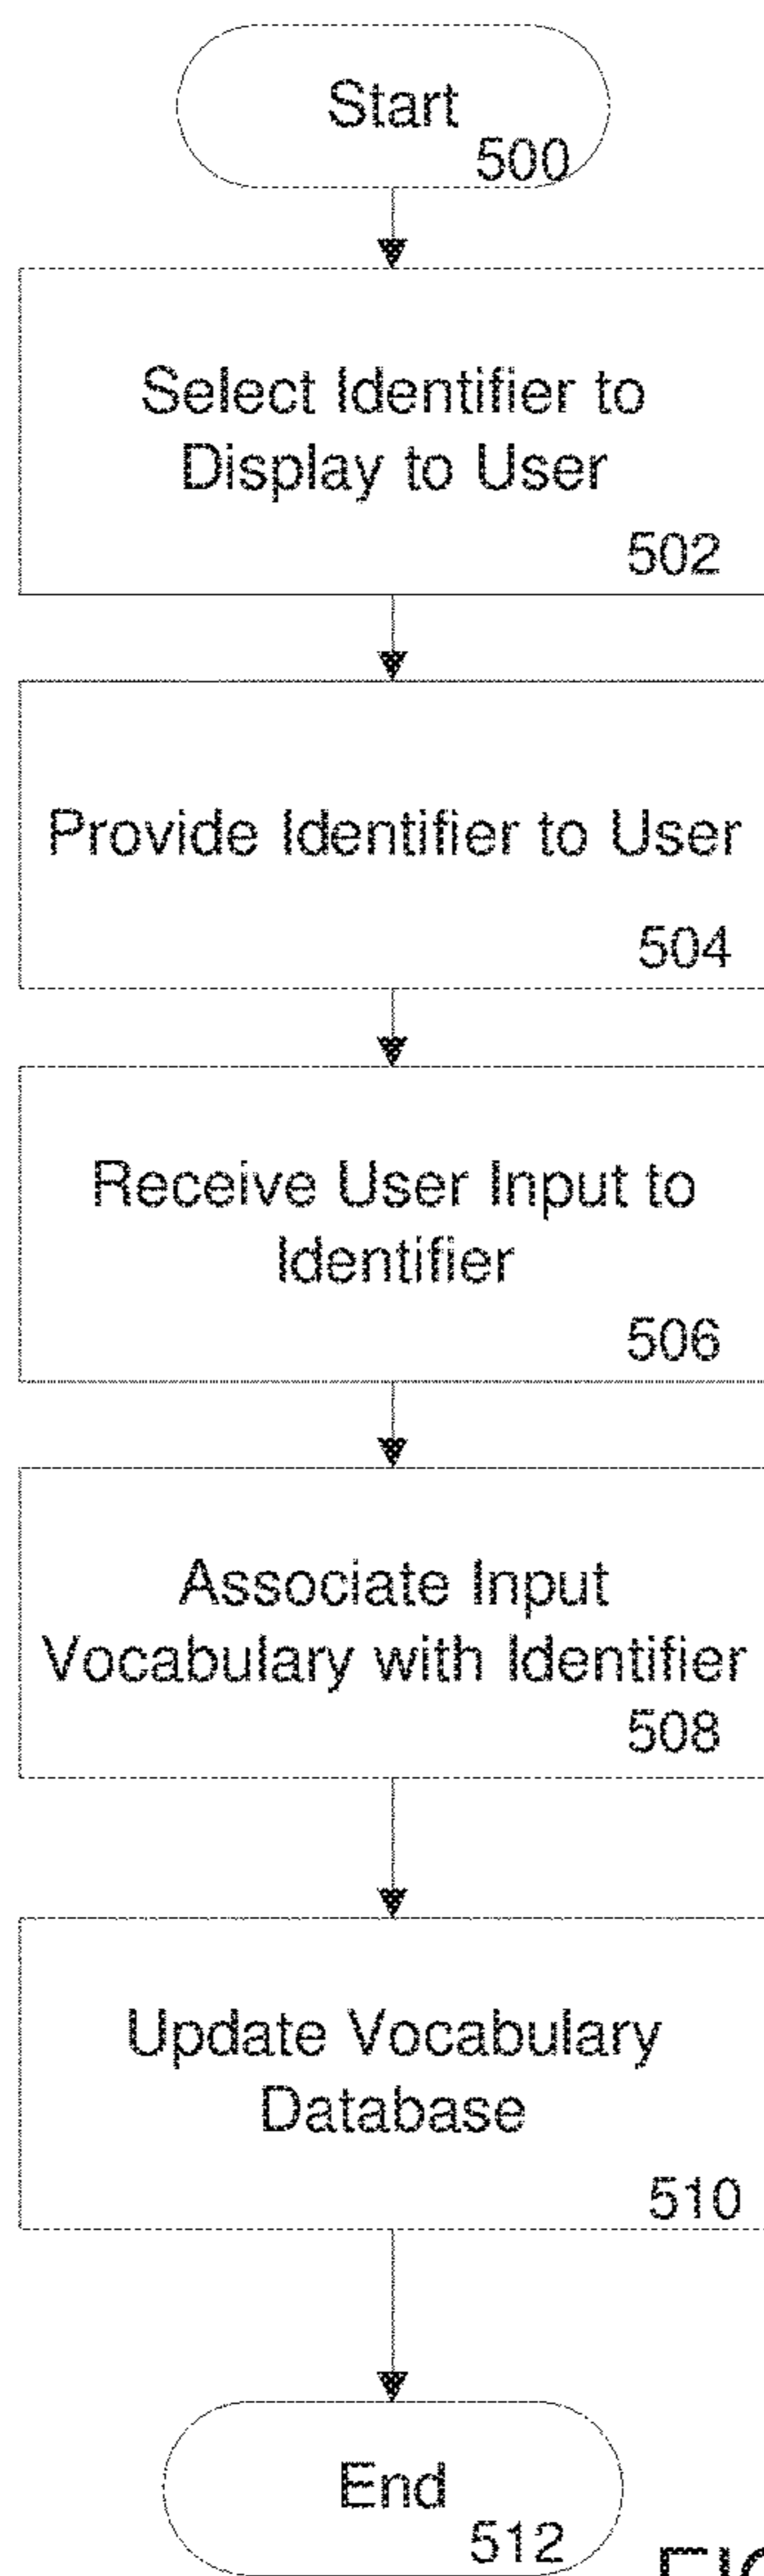 Start
500
Select Identifier to
Display to User
502
Provide Identifier to User
504
Receive User Input to
Identifier
506
Associate Input
Vocabulary with Identifier
508
Update Vocabulary
Database
510
End
512